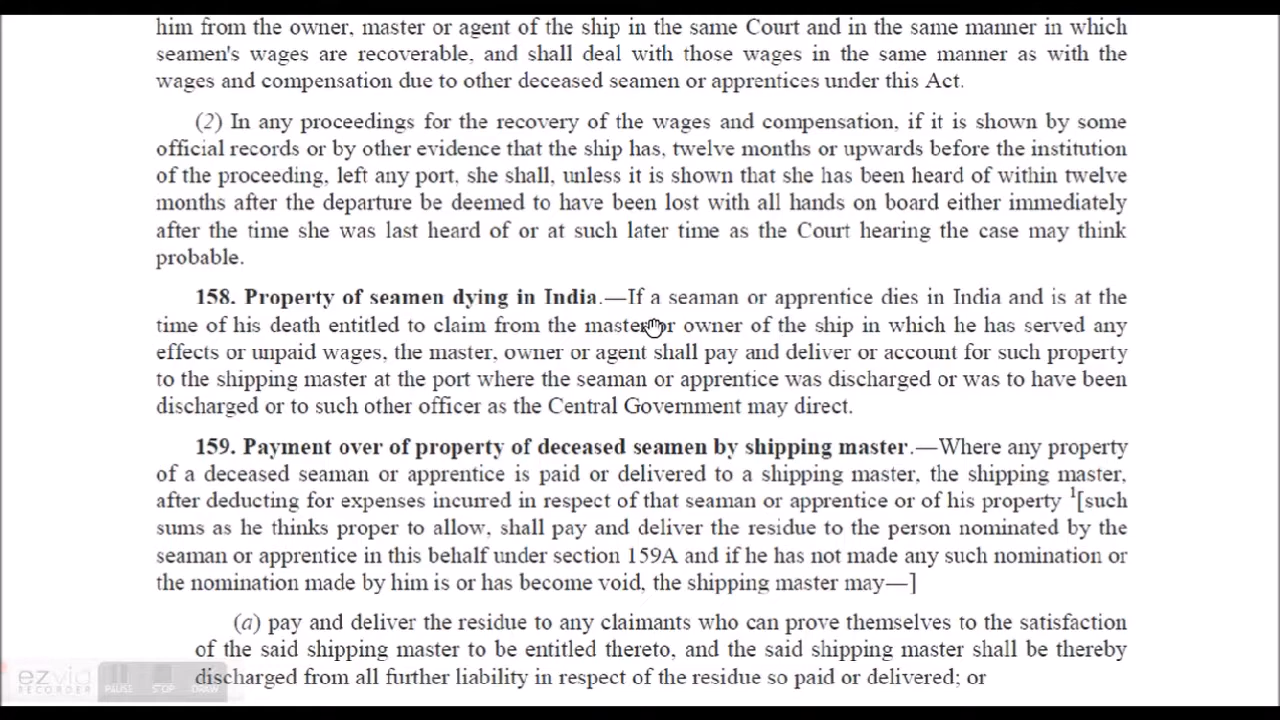 him from the owner, master or agent of the ship in the same Court and in the same manner in which
seamen's wages are recoverable, and shall deal with those wages in the same manner as with the
wages and compensation due to other deceased seamen or apprentices under this Act.
(2) In any proceedings for the recovery of the wages and compensation, if it is shown by some
official records or by other evidence that the ship has, twelve months or upwards before the institution
of the proceeding, left any port, she shall, unless it is shown that she has been heard of within twelve
months after the departure be deemed to have been lost with all hands on board either immediately
after the time she was last heard of or at such later time as the Court hearing the case may think
probable.
158. Property of seamen dying in India.—If a seaman or apprentice dies in India and is at the
time of his death entitled to claim from the master or owner of the ship in which he has served any
effects or unpaid wages, the master, owner or agent shall pay and deliver or account for such property
to the shipping master at the port where the seaman or apprentice was discharged or was to have been
discharged or to such other officer as the Central Government may direct.
159. Payment over of property of deceased seamen by shipping master.—Where any property
of a deceased seaman or apprentice is paid or delivered to a shipping master, the shipping master,
after deducting for expenses incurred in respect of that seaman or apprentice or of his property 1[such
sums as he thinks proper to allow, shall pay and deliver the residue to the person nominated by the
seaman or apprentice in this behalf under section 159A and if he has not made any such nomination or
the nomination made by him is or has become void, the shipping master may—]
(a) pay and deliver the residue to any claimants who can prove themselves to the satisfaction
of the said shipping master to be entitled thereto, and the said shipping master shall be thereby
discharged from all further liability in respect of the residue so paid or delivered; or
ezvid
RECORDER
PAUSE STOP DRAW